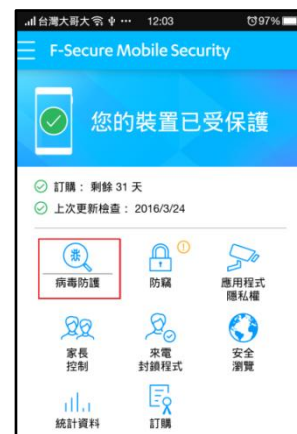 台灣大哥大 ... 12:03 97%
F-Secure Mobile Security
您的裝置已受保護
訂購： 剩餘 31 天
上次更新檢查： 2016/3/24
病毒防護 防竊 應用程式
隱私權
家長
控制 來電
封鎖程式 安全
瀏覽
統計資料 訂購